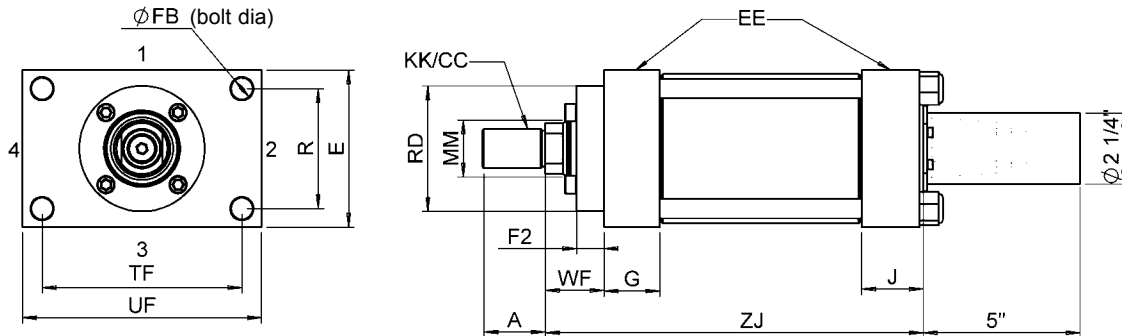 ∅FB (bolt dia)
1
4
2
3
R
E
TF
UF
EE
KK/CC
RD
MM
F2
WF
G
J
A
ZJ
5"
∅2 1/4"